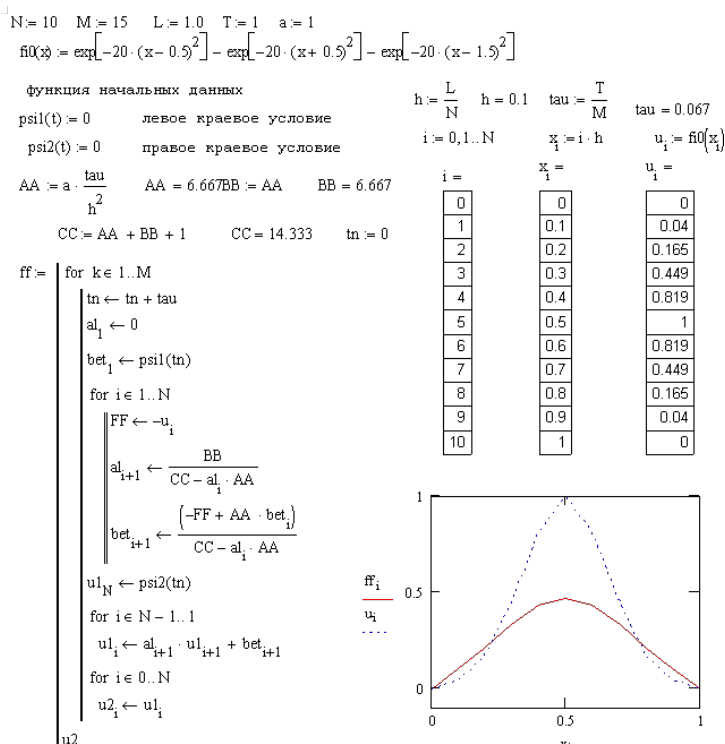 N := 10 M := 15 L := 1.0 T := 1 a := 1
fi0(x) := exp[-20·(x - 0.5)²] - exp[-20·(x + 0.5)²] - exp[-20·(x - 1.5)²]
функция начальных данных
psi1(t) := 0 левое краевое условие
psi2(t) := 0 правое краевое условие
AA := a · tau/h² AA = 6.667 BB := AA BB = 6.667
CC := AA + BB + 1 CC = 14.333 tn := 0
h := L/N h = 0.1 tau := T/M tau = 0.067
i := 0, 1.. N x_i := i · h u_i := fi0(x_i)
i = x_i = u_i =
0 0 0
1 0.1 0.04
2 0.2 0.165
3 0.3 0.449
4 0.4 0.819
5 0.5 1
6 0.6 0.819
7 0.7 0.449
8 0.8 0.165
9 0.9 0.04
10 1 0
ff := for k ∈ 1.. M
tn ← tn + tau
al_1 ← 0
bet_1 ← psi1(tn)
for i ∈ 1.. N
FF ← -u_i
al_{i+1} ← BB/(CC - al_i · AA)
bet_{i+1} ← (-FF + AA · bet_i)/(CC - al_i · AA)
u1_N ← psi2(tn)
for i ∈ N - 1.. 1
u1_i ← al_{i+1} · u1_{i+1} + bet_{i+1}
for i ∈ 0.. N
u2_i ← u1_i
u2
1
ff_i
0.5
u_i
0
0 0.5 1
x_i